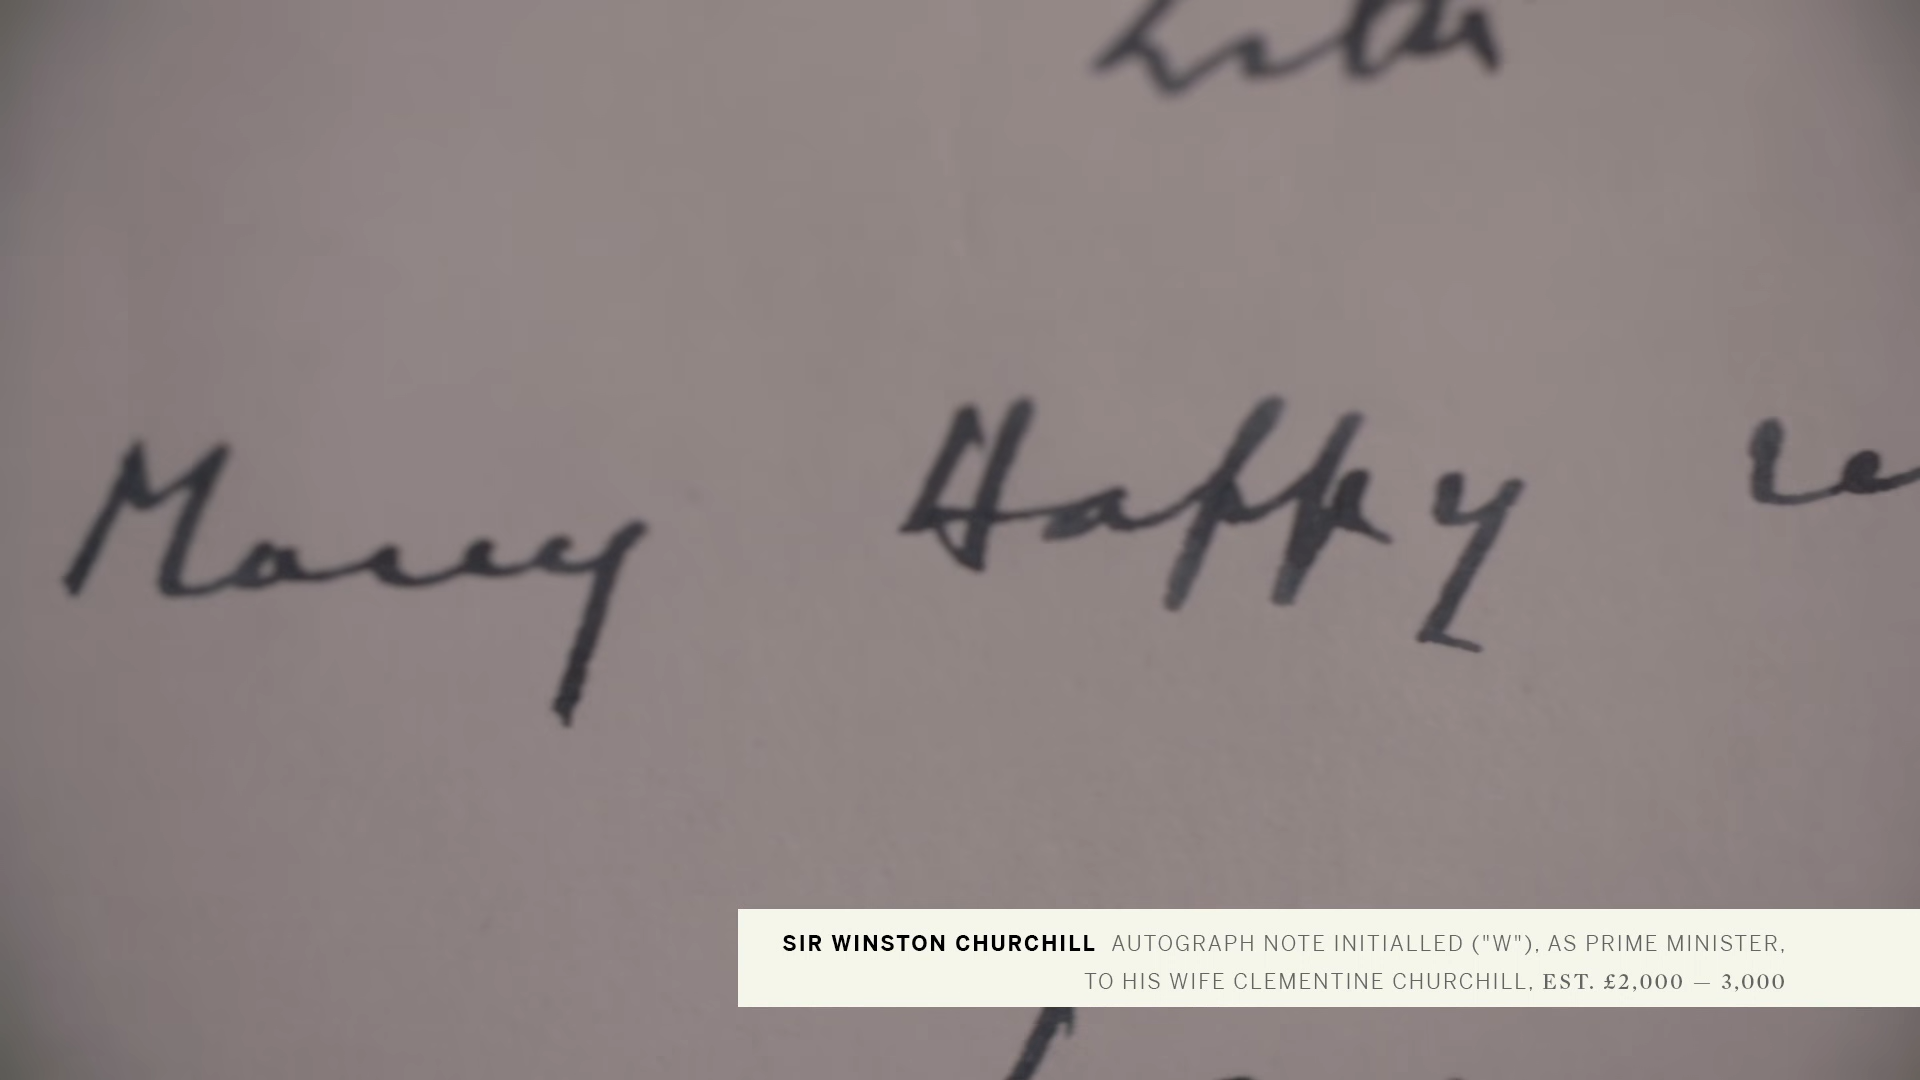 Many Happy re
SIR WINSTON CHURCHILL AUTOGRAPH NOTE INITIALLED ("W"), AS PRIME MINISTER,
TO HIS WIFE CLEMENTINE CHURCHILL, EST. £2,000 — 3,000